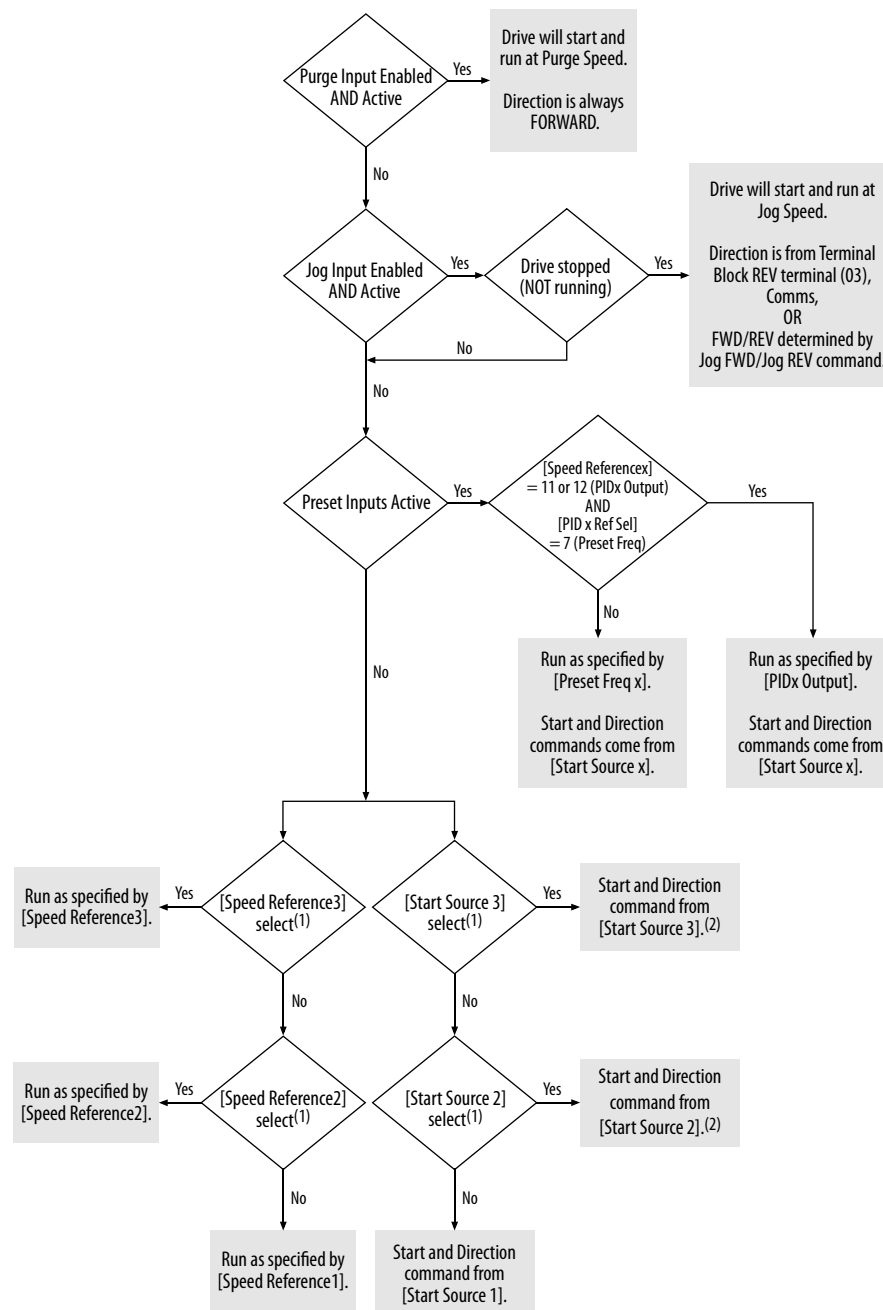 Purge Input Enabled
AND Active
Yes
Drive will start and
run at Purge Speed.
Direction is always
FORWARD.
No
Jog Input Enabled
AND Active
Yes
Drive stopped
(NOT running)
Yes
Drive will start and run at
Jog Speed.
Direction is from Terminal
Block REV terminal (03),
Comms,
OR
FWD/REV determined by
Jog FWD/Jog REV command.
No
No
Preset Inputs Active
Yes
[Speed Referencex]
= 11 or 12 (PIDx Output)
AND
[PID x Ref Sel]
= 7 (Preset Freq)
Yes
No
No
Run as specified by
[Preset Freq x].
Start and Direction
commands come from
[Start Source x].
Run as specified by
[PIDx Output].
Start and Direction
commands come from
[Start Source x].
Run as specified by
[Speed Reference3].
Yes
[Speed Reference3]
select(1)
[Start Source 3]
select(1)
Yes
Start and Direction
command from
[Start Source 3].(2)
No
No
Run as specified by
[Speed Reference2].
Yes
[Speed Reference2]
select(1)
[Start Source 2]
select(1)
Yes
Start and Direction
command from
[Start Source 2].(2)
No
No
Run as specified by
[Speed Reference1].
Start and Direction
command from
[Start Source 1].